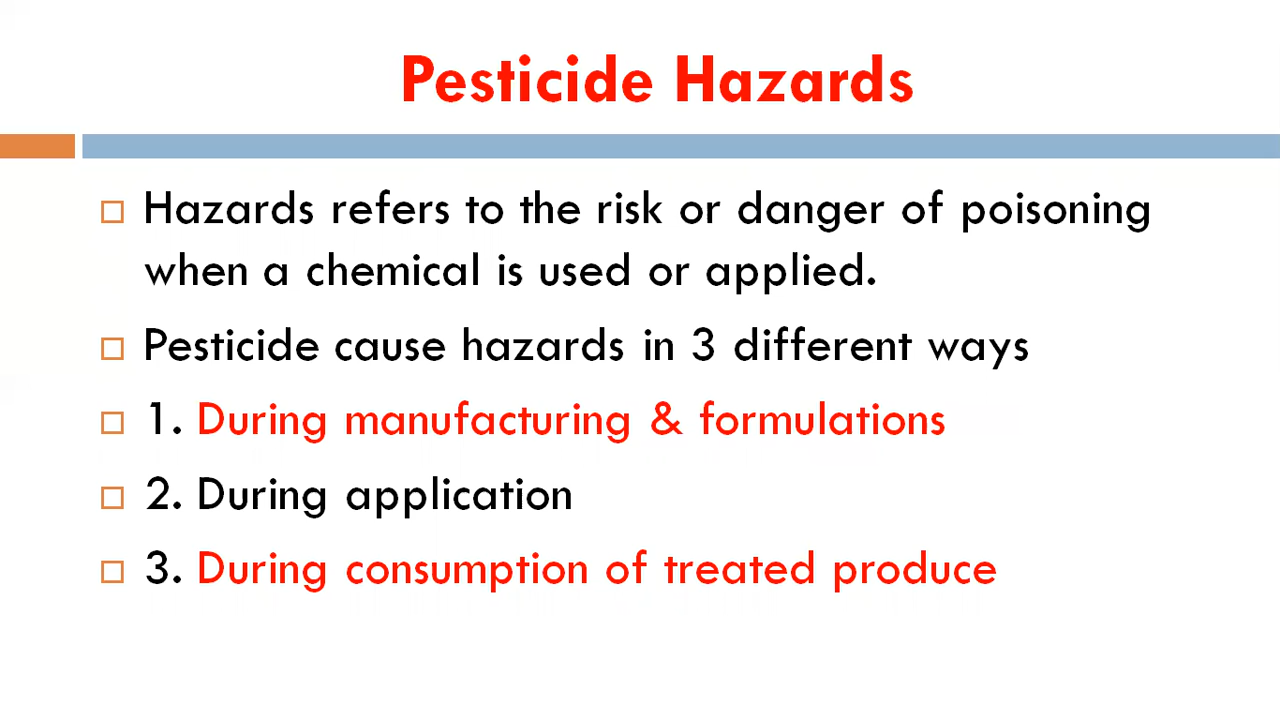 Pesticide Hazards
Hazards refers to the risk or danger of poisoning
when a chemical is used or applied.
Pesticide cause hazards in 3 different ways
1. During manufacturing & formulations
2. During application
3. During consumption of treated produce